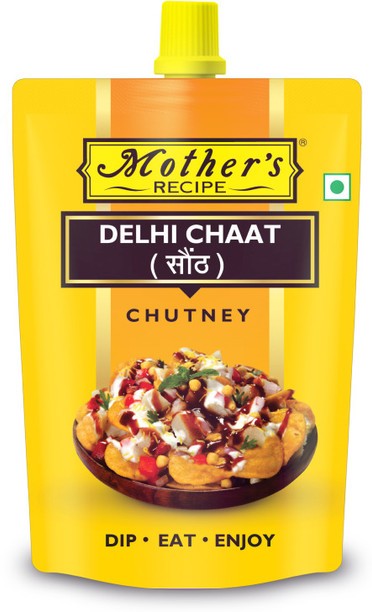 Mother's®
RECIPE
DELHI CHAAT
( सौंठ )
CHUTNEY
DIP • EAT • ENJOY